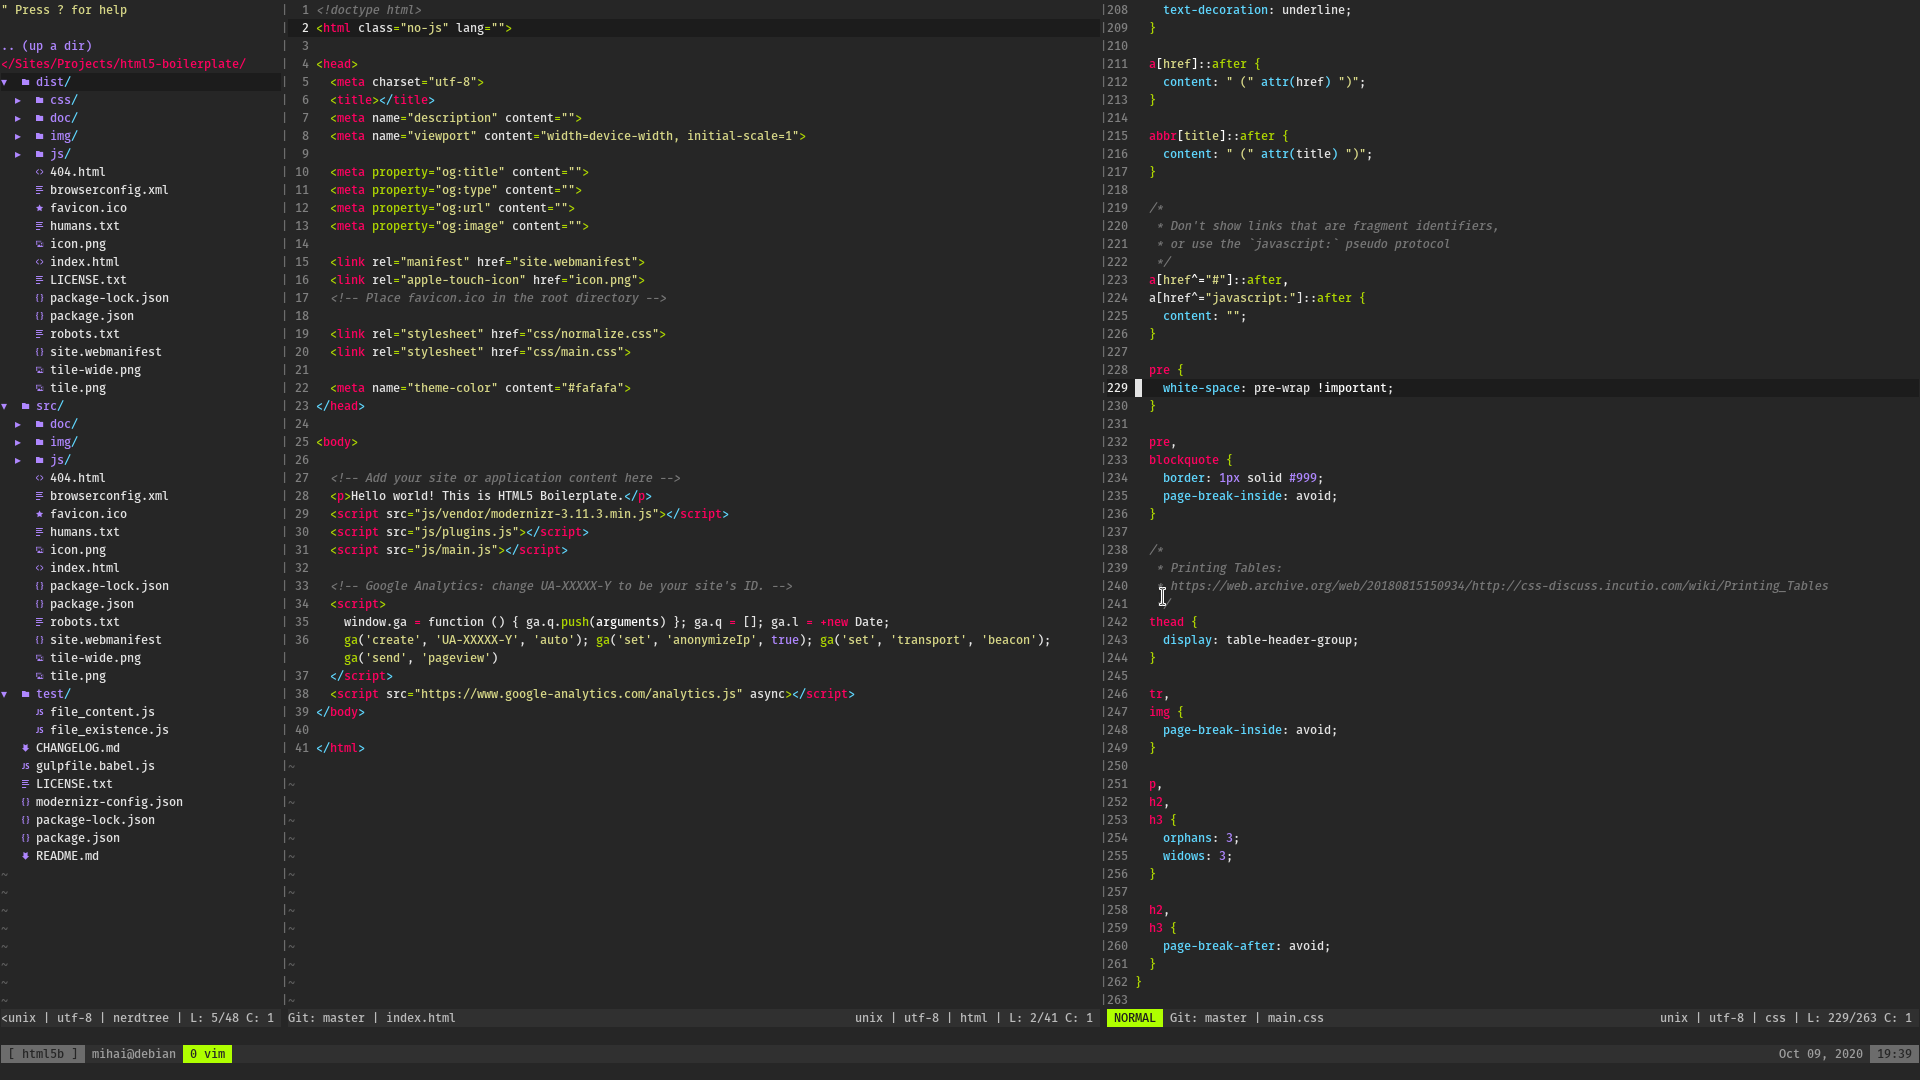 " Press ? for help
.. (up a dir)
</Sites/Projects/html5-boilerplate/
▼ dist/
▶ css/
▶ doc/
▶ img/
▶ js/
404.html
browserconfig.xml
favicon.ico
humans.txt
icon.png
index.html
LICENSE.txt
package-lock.json
package.json
robots.txt
site.webmanifest
tile-wide.png
tile.png
▼ src/
▶ doc/
▶ img/
▶ js/
404.html
browserconfig.xml
favicon.ico
humans.txt
icon.png
index.html
package-lock.json
package.json
robots.txt
site.webmanifest
tile-wide.png
tile.png
▼ test/
file_content.js
file_existence.js
CHANGELOG.md
gulpfile.babel.js
LICENSE.txt
modernizr-config.json
package-lock.json
package.json
README.md
<unix | utf-8 | nerdtree | L: 5/48 C: 1
1 <!doctype html>
2 <html class="no-js" lang="">
3
4 <head>
5   <meta charset="utf-8">
6   <title></title>
7   <meta name="description" content="">
8   <meta name="viewport" content="width=device-width, initial-scale=1">
9
10   <meta property="og:title" content="">
11   <meta property="og:type" content="">
12   <meta property="og:url" content="">
13   <meta property="og:image" content="">
14
15   <link rel="manifest" href="site.webmanifest">
16   <link rel="apple-touch-icon" href="icon.png">
17   <!-- Place favicon.ico in the root directory -->
18
19   <link rel="stylesheet" href="css/normalize.css">
20   <link rel="stylesheet" href="css/main.css">
21
22   <meta name="theme-color" content="#fafafa">
23 </head>
24
25 <body>
26
27   <!-- Add your site or application content here -->
28   <p>Hello world! This is HTML5 Boilerplate.</p>
29   <script src="js/vendor/modernizr-3.11.3.min.js"></script>
30   <script src="js/plugins.js"></script>
31   <script src="js/main.js"></script>
32
33   <!-- Google Analytics: change UA-XXXXX-Y to be your site's ID. -->
34   <script>
35     window.ga = function () { ga.q.push(arguments) }; ga.q = []; ga.l = +new Date;
36     ga('create', 'UA-XXXXX-Y', 'auto'); ga('set', 'anonymizeIp', true); ga('set', 'transport', 'beacon');
ga('send', 'pageview')
37   </script>
38   <script src="https://www.google-analytics.com/analytics.js" async></script>
39 </body>
40
41 </html>
Git: master | index.html unix | utf-8 | html | L: 2/41 C: 1
208     text-decoration: underline;
209   }
210
211   a[href]::after {
212     content: " (" attr(href) ")";
213   }
214
215   abbr[title]::after {
216     content: " (" attr(title) ")";
217   }
218
219   /*
220    * Don't show links that are fragment identifiers,
221    * or use the `javascript:` pseudo protocol
222    */
223   a[href^="#"]::after,
224   a[href^="javascript:"]::after {
225     content: "";
226   }
227
228   pre {
229     white-space: pre-wrap !important;
230   }
231
232   pre,
233   blockquote {
234     border: 1px solid #999;
235     page-break-inside: avoid;
236   }
237
238   /*
239    * Printing Tables:
240    * https://web.archive.org/web/20180815150934/http://css-discuss.incutio.com/wiki/Printing_Tables
241    */
242   thead {
243     display: table-header-group;
244   }
245
246   tr,
247   img {
248     page-break-inside: avoid;
249   }
250
251   p,
252   h2,
253   h3 {
254     orphans: 3;
255     widows: 3;
256   }
257
258   h2,
259   h3 {
260     page-break-after: avoid;
261   }
262 }
263
NORMAL Git: master | main.css unix | utf-8 | css | L: 229/263 C: 1
[ html5b ] mihai@debian 0 vim Oct 09, 2020 19:39